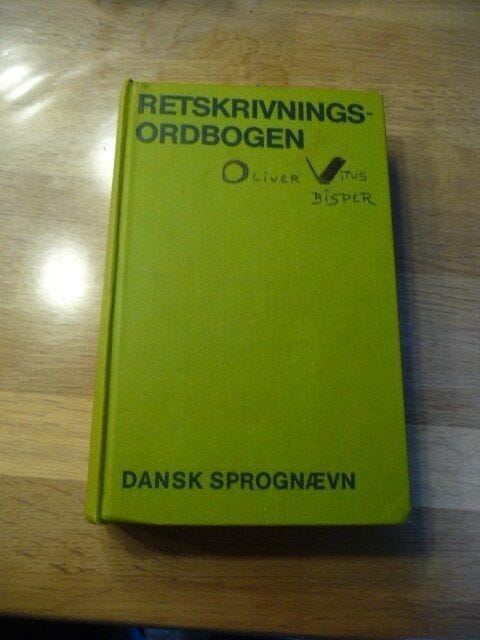 RETSKRIVNINGS-
ORDBOGEN
OLIVER VITUS
BISPER
DANSK SPROGNÆVN